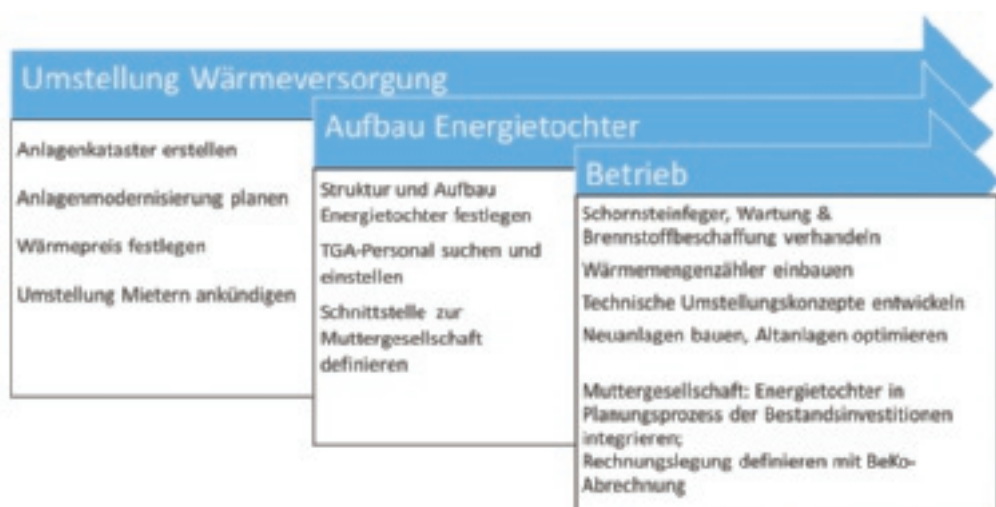 Umstellung Wärmeversorgung
Anlagenkataster erstellen
Anlagenmodernisierung planen
Wärmepreis festlegen
Umstellung Mietern ankündigen
Aufbau Energietochter
Struktur und Aufbau
Energietochter festlegen
TGA-Personal suchen und
einstellen
Schnittstelle zur
Muttergesellschaft
definieren
Betrieb
Schornsteinfeger, Wartung &
Brennstoffbeschaffung verhandeln
Wärmemengenzähler einbauen
Technische Umstellungskonzepte entwickeln
Neuanlagen bauen, Altanlagen optimieren
Muttergesellschaft: Energietochter in
Planungsprozess der Bestandsinvestitionen
integrieren;
Rechnungslegung definieren mit BeKo-
Abrechnung